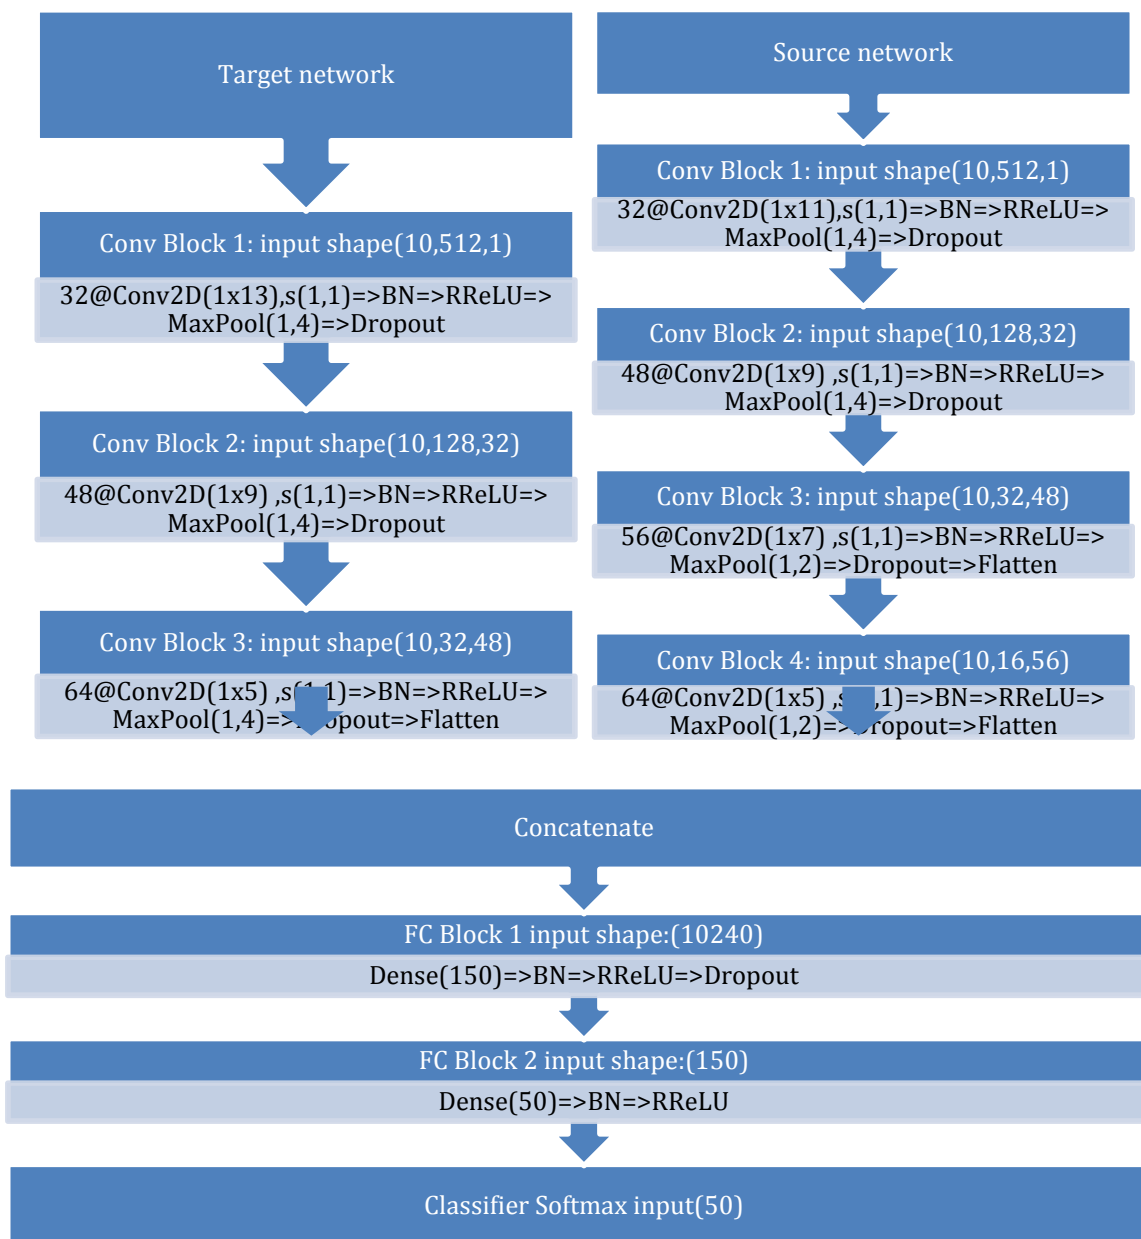 Target network
Conv Block 1: input shape(10,512,1)
32@Conv2D(1x13),s(1,1)=>BN=>RReLU=>
MaxPool(1,4)=>Dropout
Conv Block 2: input shape(10,128,32)
48@Conv2D(1x9) ,s(1,1)=>BN=>RReLU=>
MaxPool(1,4)=>Dropout
Conv Block 3: input shape(10,32,48)
64@Conv2D(1x5) ,s(1,1)=>BN=>RReLU=>
MaxPool(1,4)=>Dropout=>Flatten
Source network
Conv Block 1: input shape(10,512,1)
32@Conv2D(1x11),s(1,1)=>BN=>RReLU=>
MaxPool(1,4)=>Dropout
Conv Block 2: input shape(10,128,32)
48@Conv2D(1x9) ,s(1,1)=>BN=>RReLU=>
MaxPool(1,4)=>Dropout
Conv Block 3: input shape(10,32,48)
56@Conv2D(1x7) ,s(1,1)=>BN=>RReLU=>
MaxPool(1,2)=>Dropout=>Flatten
Conv Block 4: input shape(10,16,56)
64@Conv2D(1x5) ,s(1,1)=>BN=>RReLU=>
MaxPool(1,2)=>Dropout=>Flatten
Concatenate
FC Block 1 input shape:(10240)
Dense(150)=>BN=>RReLU=>Dropout
FC Block 2 input shape:(150)
Dense(50)=>BN=>RReLU
Classifier Softmax input(50)